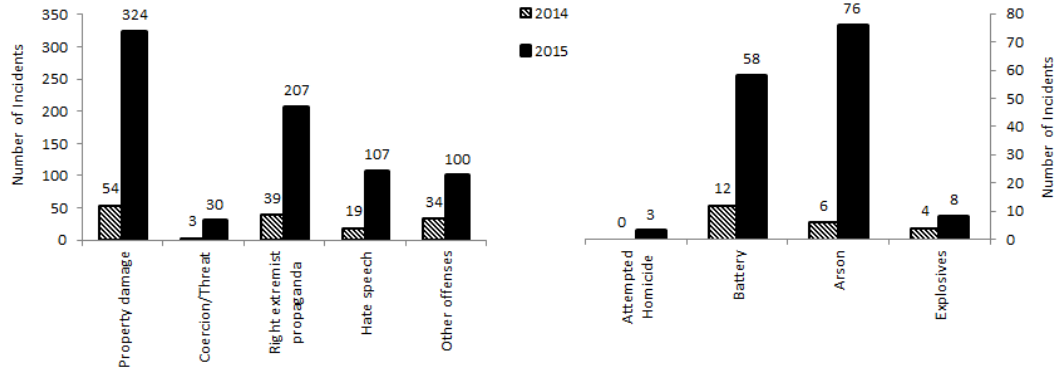 Number of Incidents
350
300
250
200
150
100
50
0
324
54
3
30
39
207
19
107
34
100
Property damage
Coercion/Threat
Right extremist
propaganda
Hate speech
Other offenses
2014
2015
0
3
12
58
6
76
4
8
Attempted
Homicide
Battery
Arson
Explosives
80
70
60
50
40
30
20
10
0
Number of Incidents